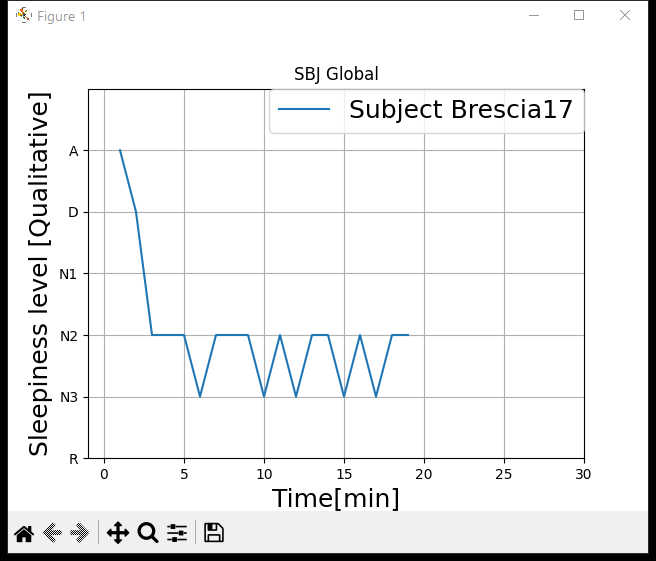 Figure 1
SBJ Global
Subject Brescia17
Sleepiness level [Qualitative]
A
D
N1
N2
N3
R
0 5 10 15 20 25 30
Time[min]